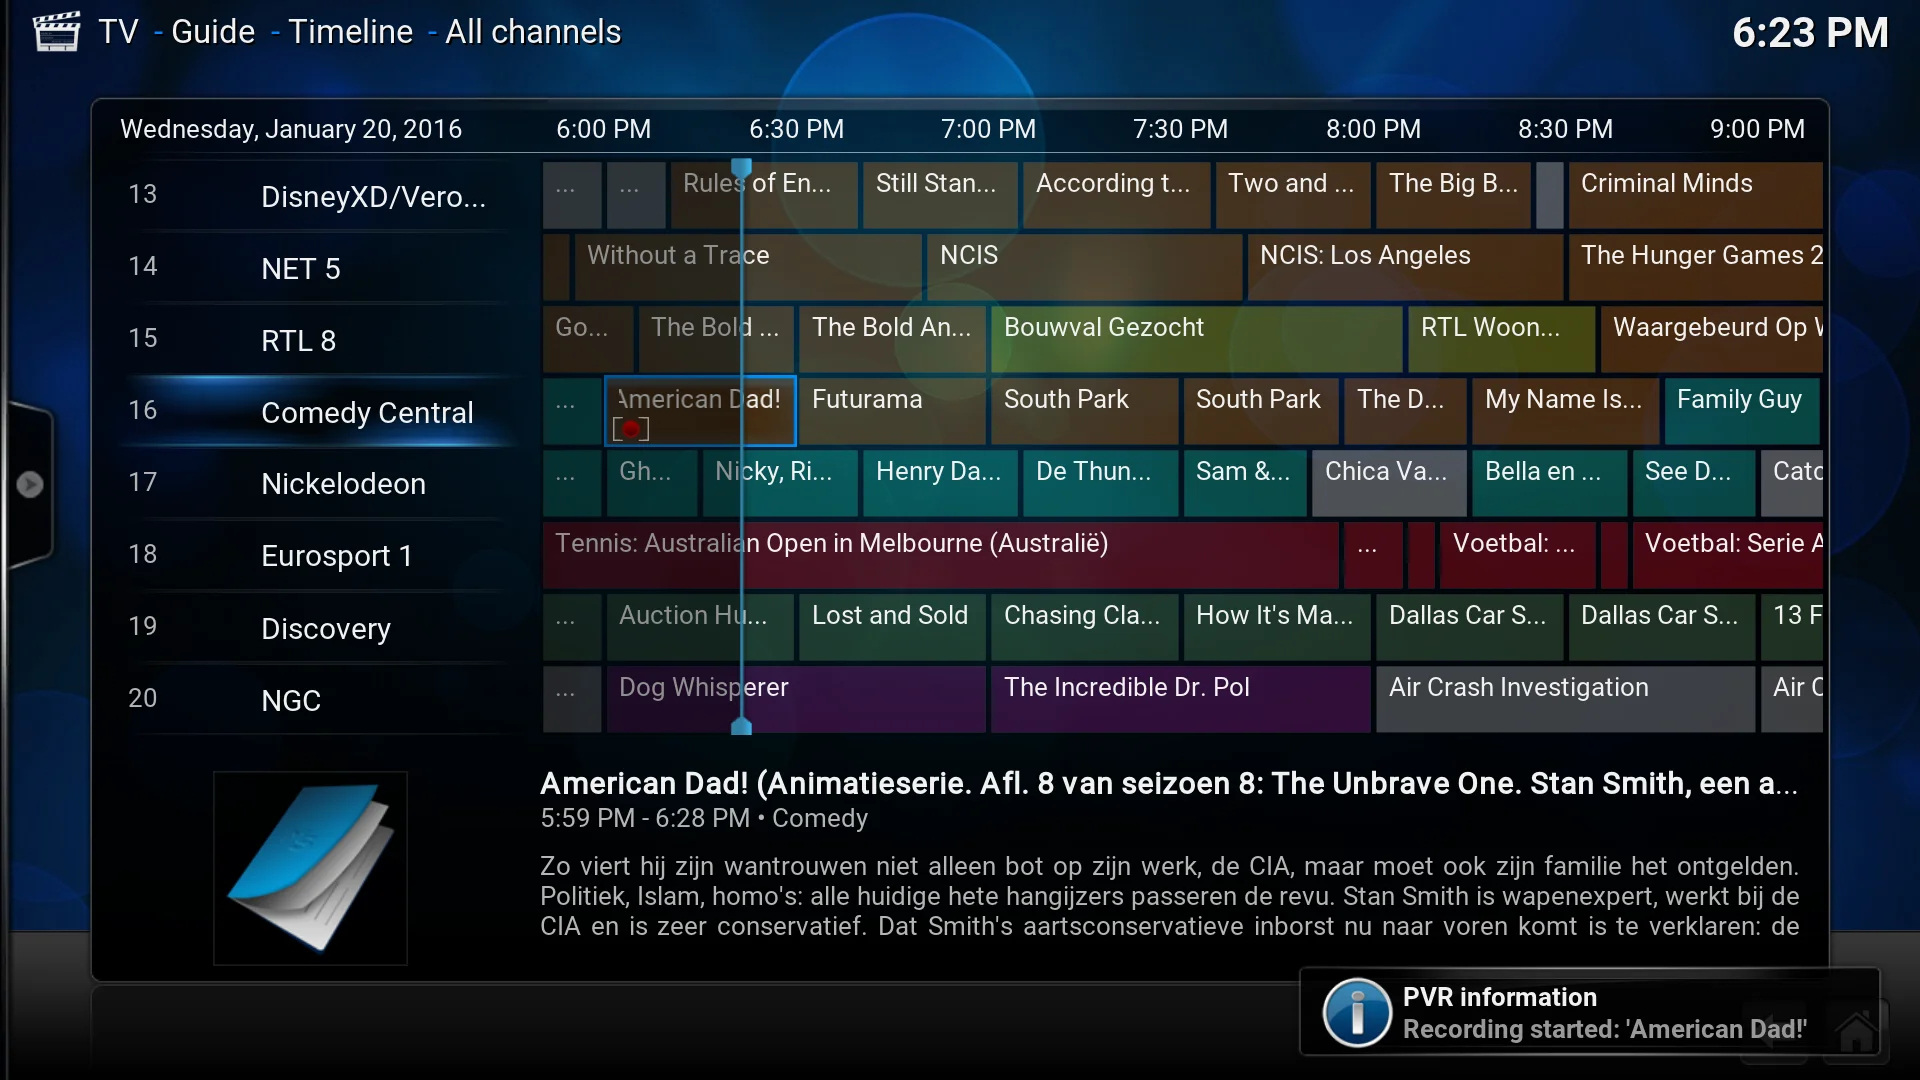 TV - Guide - Timeline - All channels
6:23 PM
Wednesday, January 20, 2016 6:00 PM 6:30 PM 7:00 PM 7:30 PM 8:00 PM 8:30 PM 9:00 PM
13 DisneyXD/Vero... ... ... Rules of En... Still Stan... According t... Two and ... The Big B... Criminal Minds
14 NET 5 Without a Trace NCIS NCIS: Los Angeles The Hunger Games 2
15 RTL 8 Go... The Bold ... The Bold An... Bouwval Gezocht RTL Woon... Waargebeurd Op
16 Comedy Central ... American Dad! Futurama South Park South Park The D... My Name Is... Family Guy
17 Nickelodeon ... Gh... Nicky, Ri... Henry Da... De Thun... Sam &... Chica Va... Bella en ... See D... Catc
18 Eurosport 1 Tennis: Australian Open in Melbourne (Australië) ... Voetbal: ... Voetbal: Serie A
19 Discovery ... Auction Hu... Lost and Sold Chasing Cla... How It's Ma... Dallas Car S... Dallas Car S... 13 F
20 NGC ... Dog Whisperer The Incredible Dr. Pol Air Crash Investigation Air C
American Dad! (Animatieserie. Afl. 8 van seizoen 8: The Unbrave One. Stan Smith, een a...
5:59 PM - 6:28 PM • Comedy
Zo viert hij zijn wantrouwen niet alleen bot op zijn werk, de CIA, maar moet ook zijn familie het ontgelden.
Politiek, Islam, homo's: alle huidige hete hangijzers passeren de revu. Stan Smith is wapenexpert, werkt bij de
CIA en is zeer conservatief. Dat Smith's aartsconservatieve inborst nu naar voren komt is te verklaren: de
PVR information
Recording started: 'American Dad!'